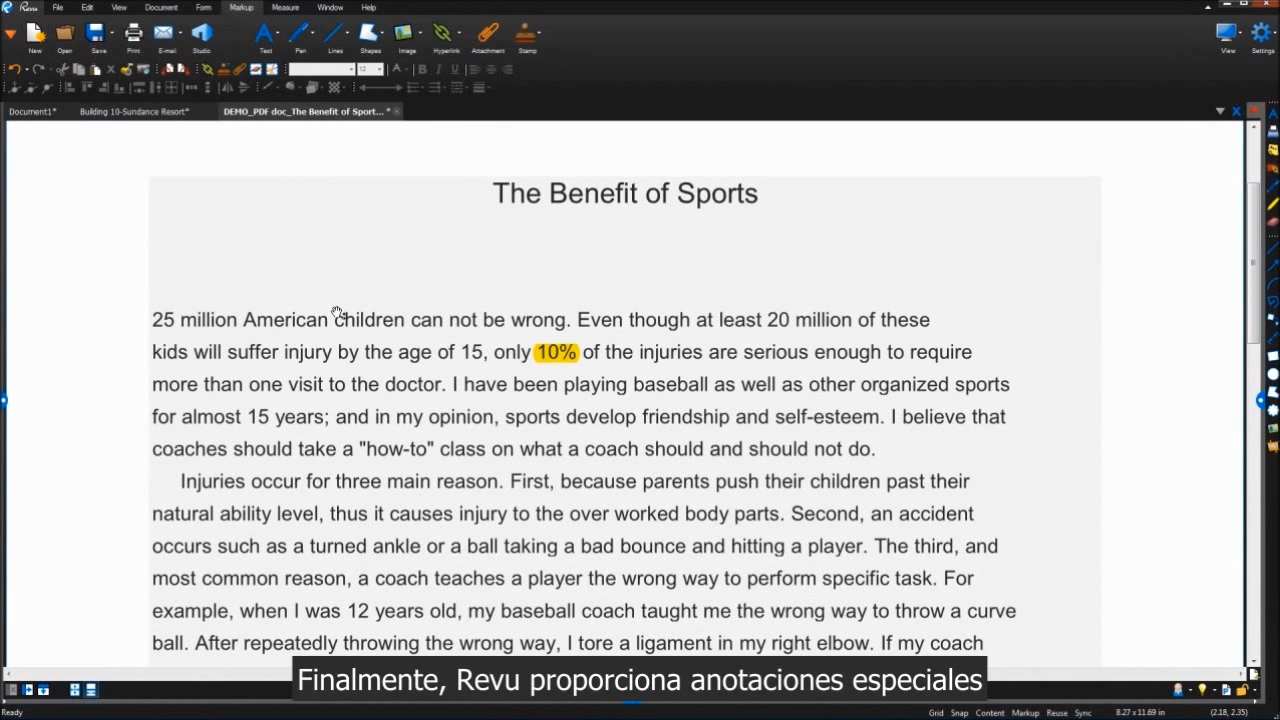 Revu File Edit View Document Form Markup Measure Window Help
New Open Save Print E-mail Studio Text Pen Lines Shapes Image Hyperlink Attachment Stamp View Settings
12
Document1* Building 10-Sundance Resort* DEMO_PDF doc_The Benefit of Sport... *
The Benefit of Sports
25 million American children can not be wrong. Even though at least 20 million of these
kids will suffer injury by the age of 15, only 10% of the injuries are serious enough to require
more than one visit to the doctor. I have been playing baseball as well as other organized sports
for almost 15 years; and in my opinion, sports develop friendship and self-esteem. I believe that
coaches should take a "how-to" class on what a coach should and should not do.
Injuries occur for three main reason. First, because parents push their children past their
natural ability level, thus it causes injury to the over worked body parts. Second, an accident
occurs such as a turned ankle or a ball taking a bad bounce and hitting a player. The third, and
most common reason, a coach teaches a player the wrong way to perform specific task. For
example, when I was 12 years old, my baseball coach taught me the wrong way to throw a curve
ball. After repeatedly throwing the wrong way, I tore a ligament in my right elbow. If my coach
Finalmente, Revu proporciona anotaciones especiales
Ready Grid Snap Content Markup Reuse Sync 8.27 x 11.69 in (2.18, 2.35)